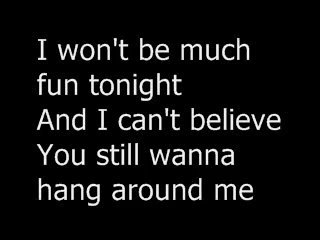 I won't be much
fun tonight
And I can't believe
You still wanna
hang around me